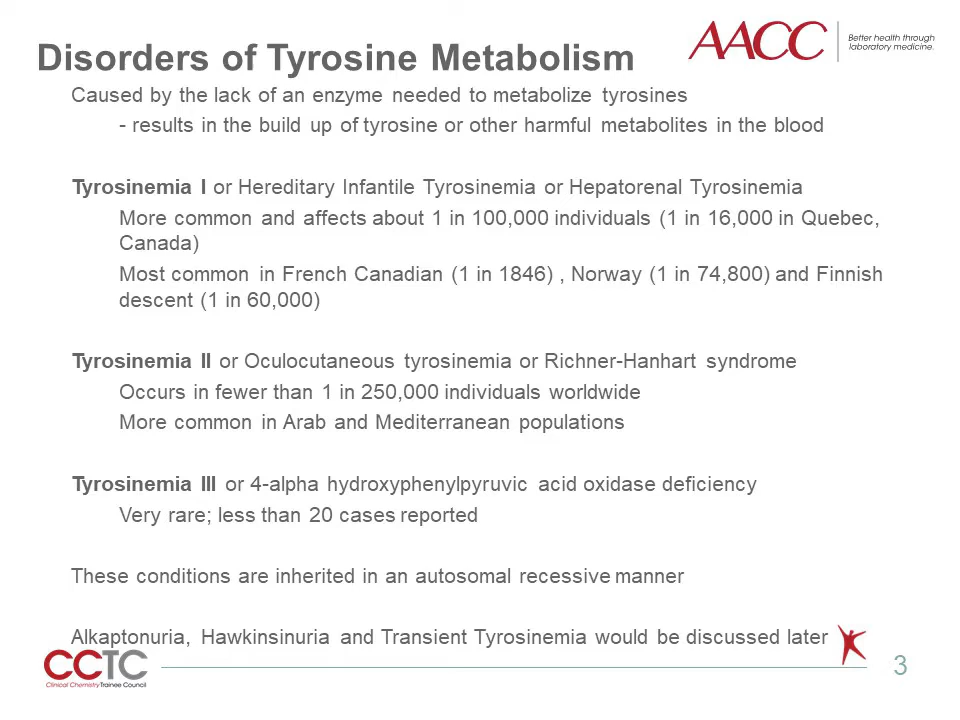 Disorders of Tyrosine Metabolism
AACC
Better health through
laboratory medicine.
Caused by the lack of an enzyme needed to metabolize tyrosines
- results in the build up of tyrosine or other harmful metabolites in the blood
Tyrosinemia I or Hereditary Infantile Tyrosinemia or Hepatorenal Tyrosinemia
More common and affects about 1 in 100,000 individuals (1 in 16,000 in Quebec,
Canada)
Most common in French Canadian (1 in 1846) , Norway (1 in 74,800) and Finnish
descent (1 in 60,000)
Tyrosinemia II or Oculocutaneous tyrosinemia or Richner-Hanhart syndrome
Occurs in fewer than 1 in 250,000 individuals worldwide
More common in Arab and Mediterranean populations
Tyrosinemia III or 4-alpha hydroxyphenylpyruvic acid oxidase deficiency
Very rare; less than 20 cases reported
These conditions are inherited in an autosomal recessive manner
Alkaptonuria, Hawkinsinuria and Transient Tyrosinemia would be discussed later
CCTC
Clinical Chemistry Trainee Council
3